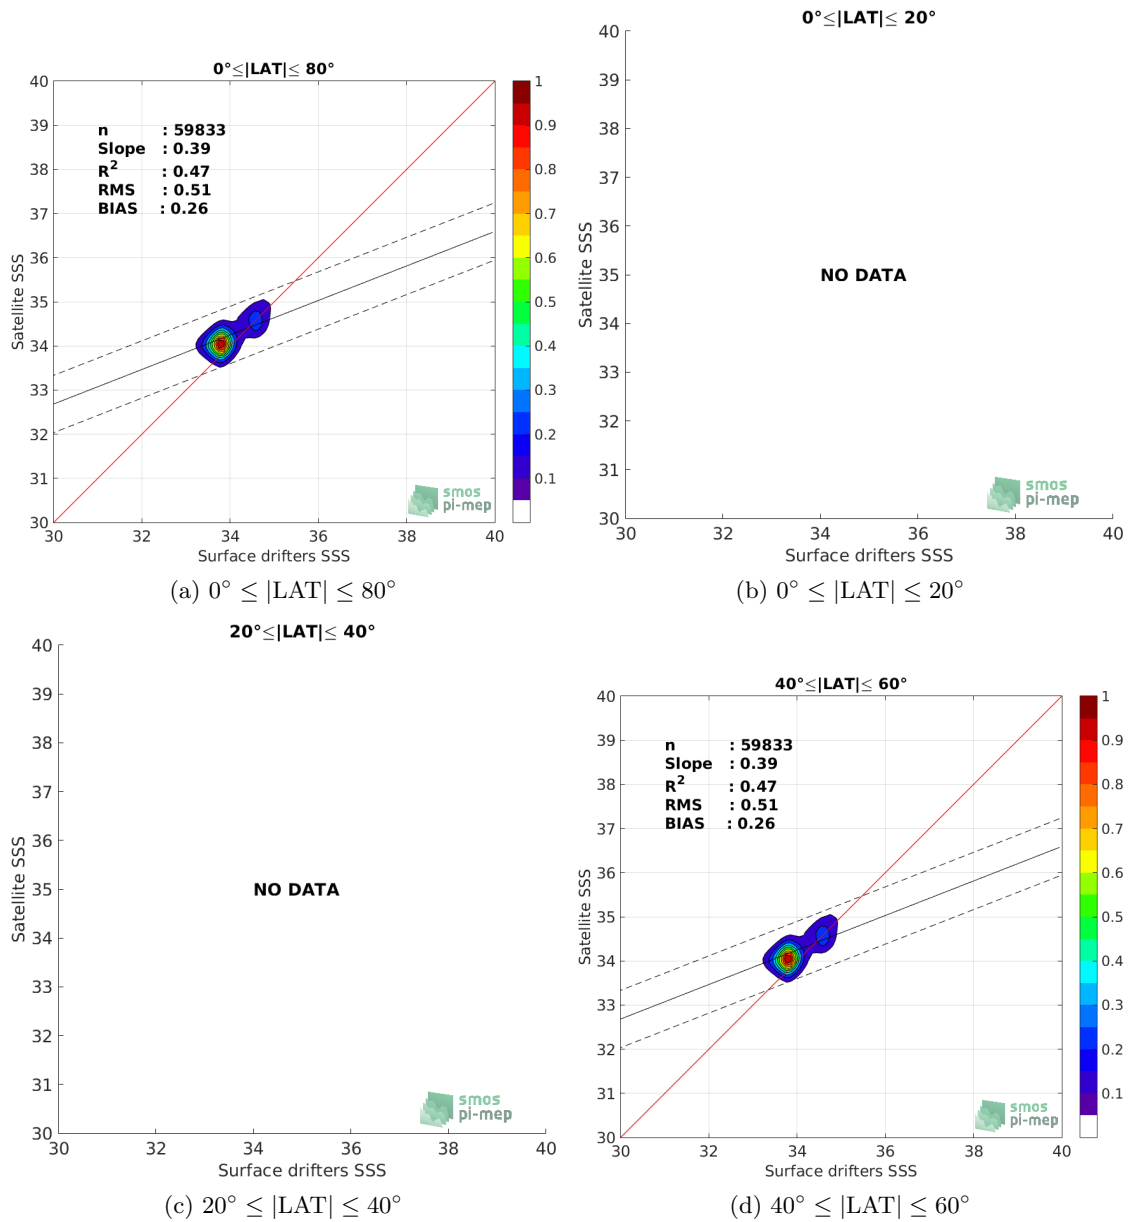 0°≤|LAT|≤ 80°
40
39
38
37
36
35
34
33
32
31
30
30
32
34
36
38
40
Satellite SSS
Surface drifters SSS
n : 59833
Slope : 0.39
R² : 0.47
RMS : 0.51
BIAS : 0.26
1
0.9
0.8
0.7
0.6
0.5
0.4
0.3
0.2
0.1
smos
pi-mep
(a) 0° ≤ |LAT| ≤ 80°
0°≤|LAT|≤ 20°
40
39
38
37
36
35
34
33
32
31
30
30
32
34
36
38
40
Satellite SSS
Surface drifters SSS
NO DATA
smos
pi-mep
(b) 0° ≤ |LAT| ≤ 20°
20°≤|LAT|≤ 40°
40
39
38
37
36
35
34
33
32
31
30
30
32
34
36
38
40
Satellite SSS
Surface drifters SSS
NO DATA
smos
pi-mep
(c) 20° ≤ |LAT| ≤ 40°
40°≤|LAT|≤ 60°
40
39
38
37
36
35
34
33
32
31
30
30
32
34
36
38
40
Satellite SSS
Surface drifters SSS
n : 59833
Slope : 0.39
R² : 0.47
RMS : 0.51
BIAS : 0.26
1
0.9
0.8
0.7
0.6
0.5
0.4
0.3
0.2
0.1
smos
pi-mep
(d) 40° ≤ |LAT| ≤ 60°